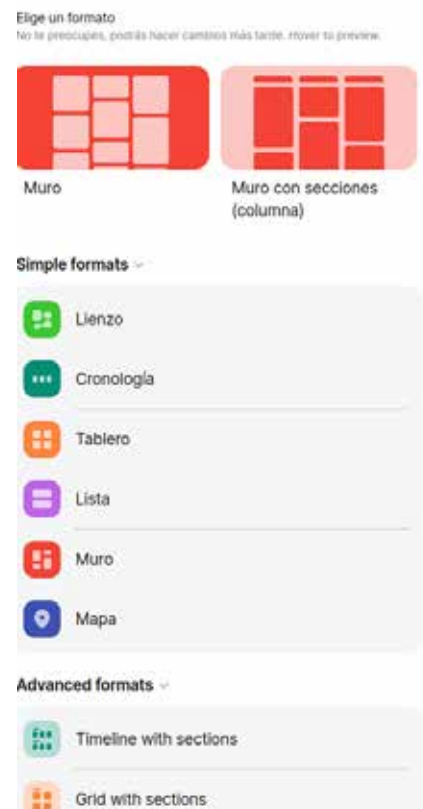 Elige un formato
No te preocupes, podrás hacer cambios más tarde. Hover to preview.
Muro
Muro con secciones
(columna)
Simple formats
Lienzo
Cronología
Tablero
Lista
Muro
Mapa
Advanced formats
Timeline with sections
Grid with sections